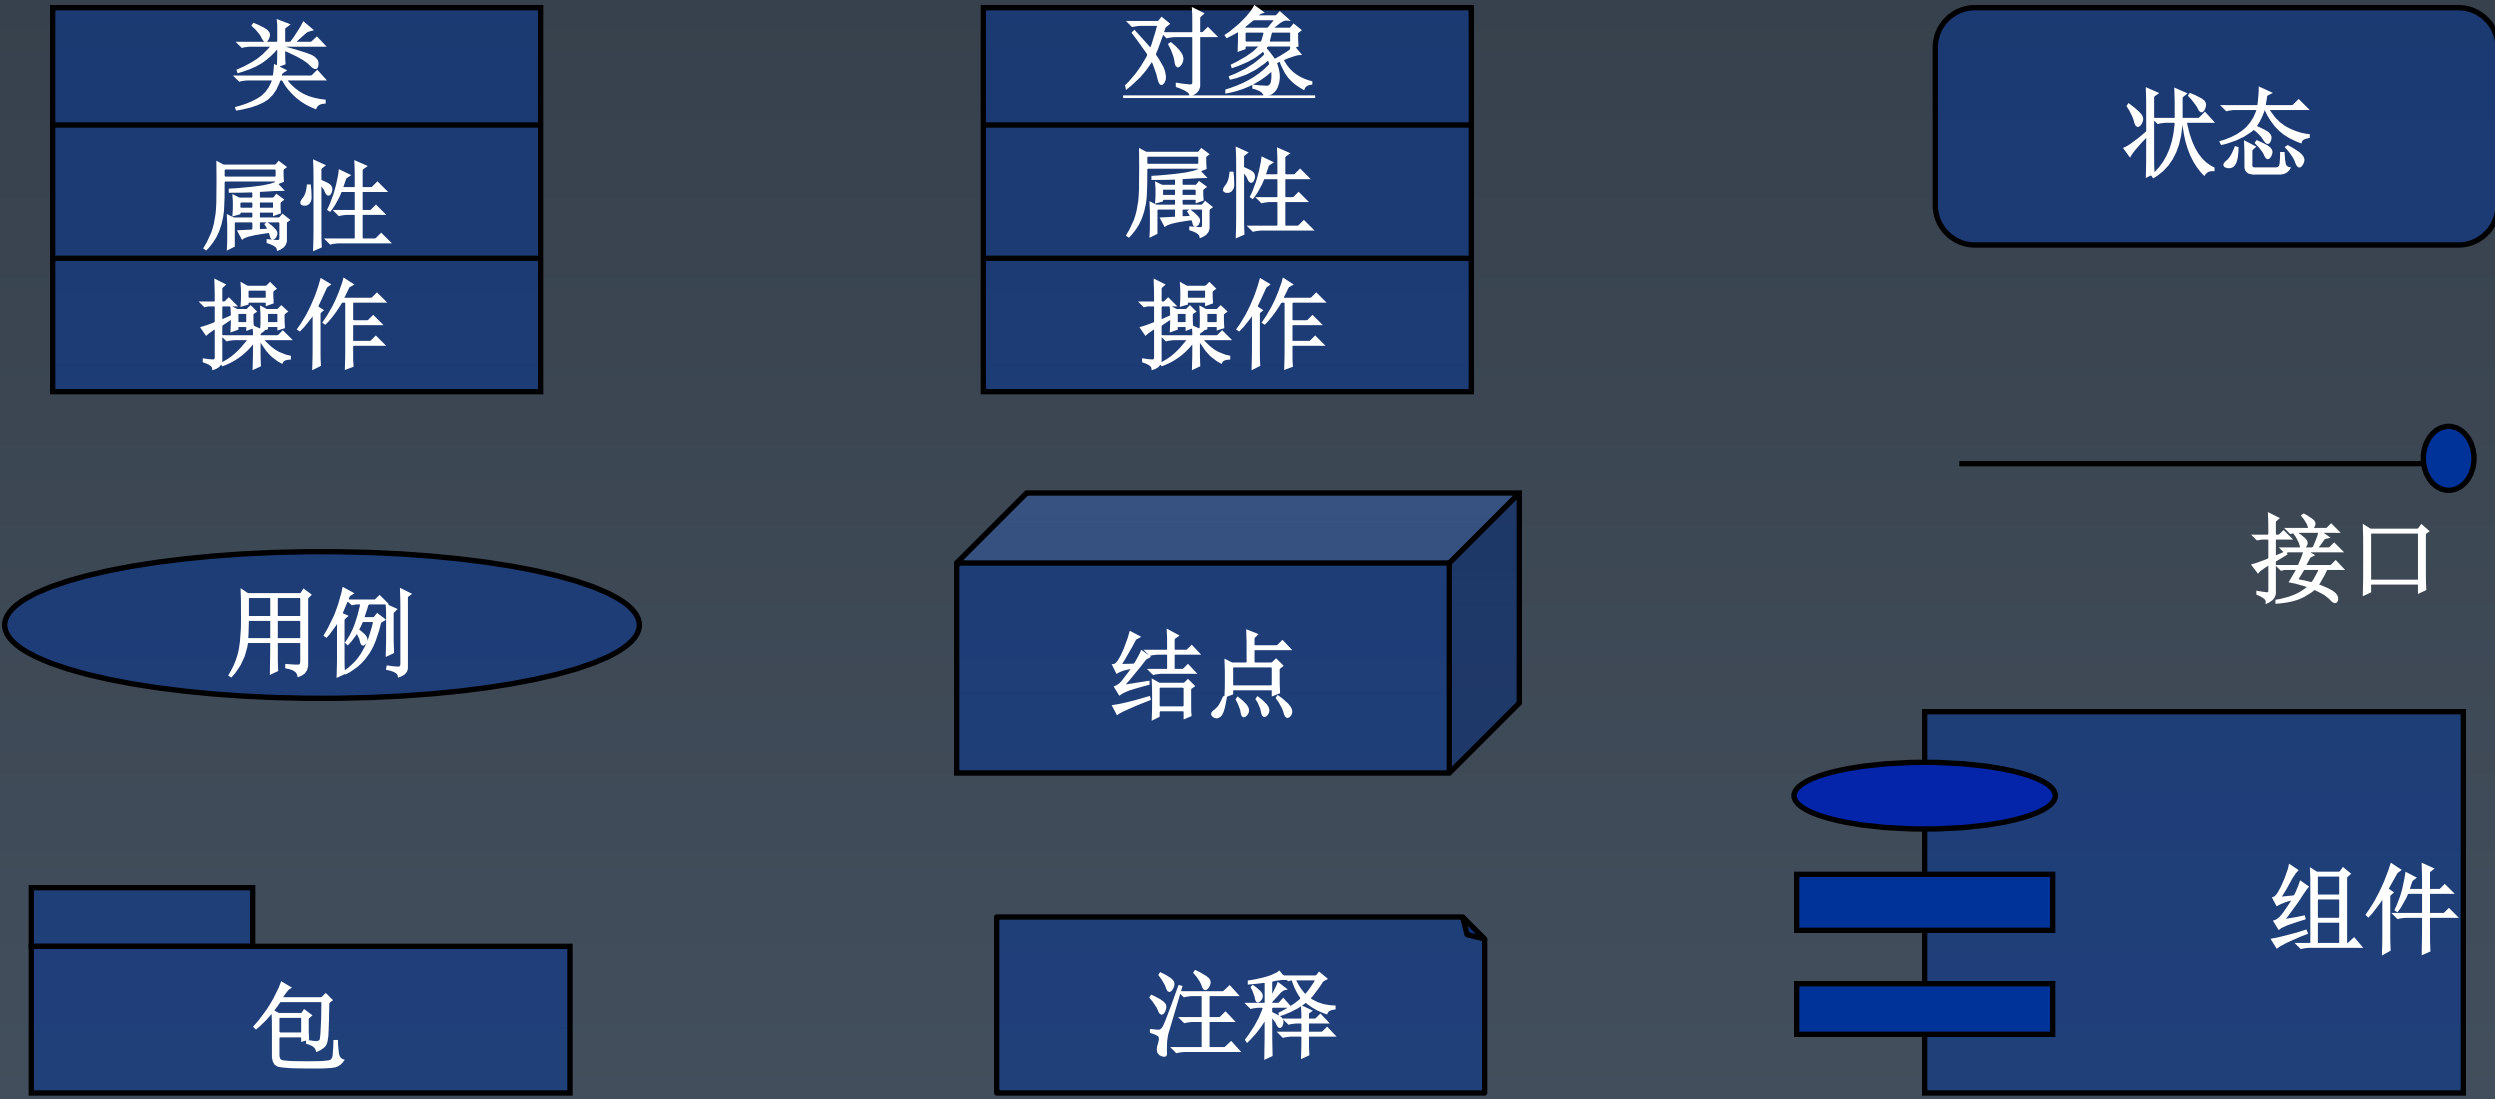 类
属性
操作
对象
属性
操作
状态
接口
用例
结点
组件
包
注释